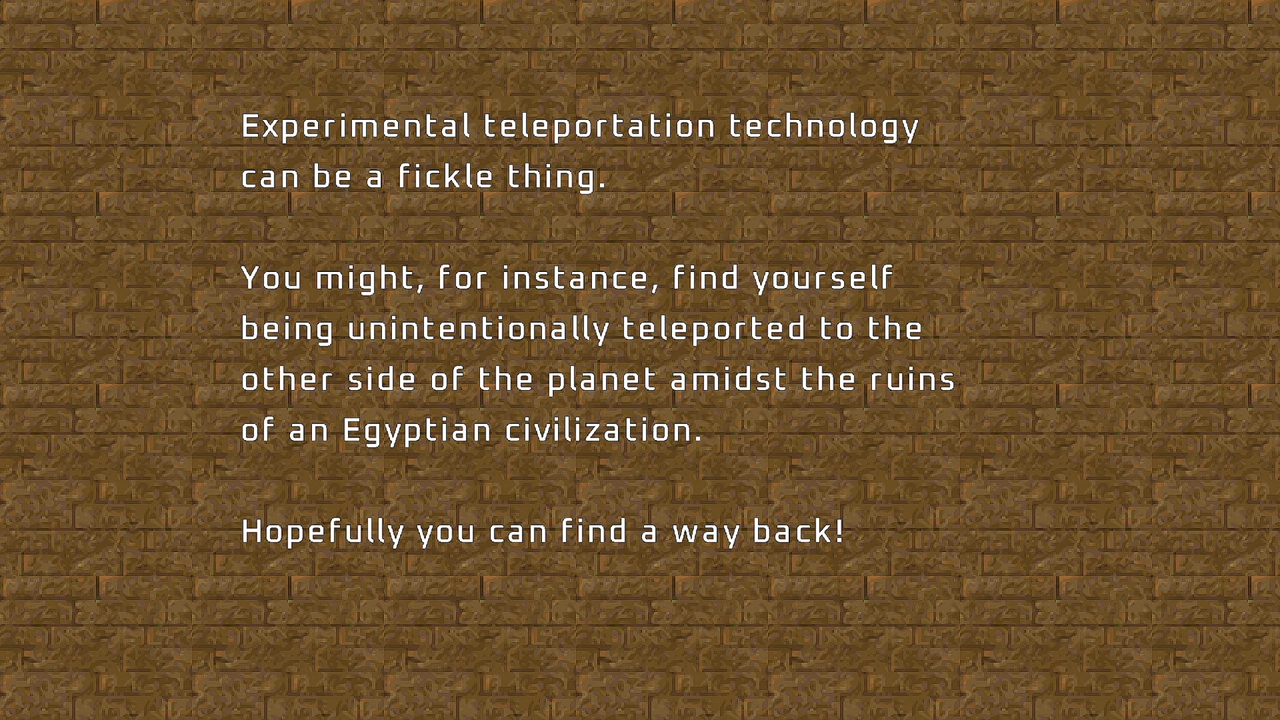 Experimental teleportation technology
can be a fickle thing.
You might, for instance, find yourself
being unintentionally teleported to the
other side of the planet amidst the ruins
of an Egyptian civilization.
Hopefully you can find a way back!